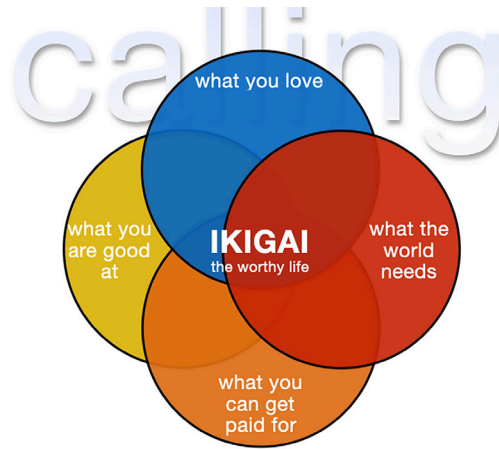 calling
what you love
what you
are good
at
IKIGAI
the worthy life
what the
world
needs
what you
can get
paid for